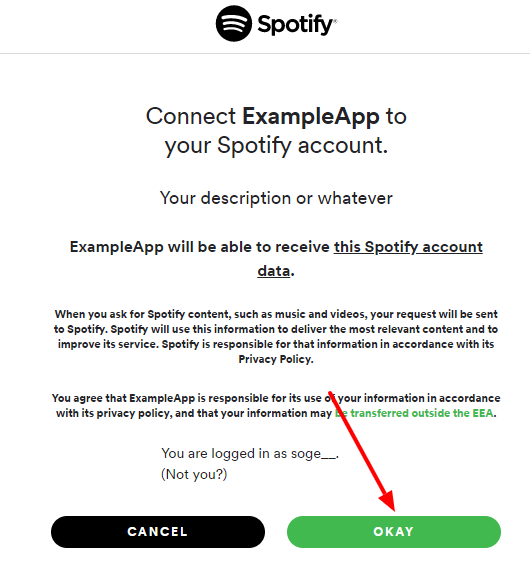 Spotify®
Connect ExampleApp to
your Spotify account.
Your description or whatever
ExampleApp will be able to receive this Spotify account
data.
When you ask for Spotify content, such as music and videos, your request will be sent
to Spotify. Spotify will use this information to deliver the most relevant content and to
improve its service. Spotify is responsible for that information in accordance with its
Privacy Policy.
You agree that ExampleApp is responsible for its use of your information in accordance
with its privacy policy, and that your information may be transferred outside the EEA.
You are logged in as soge__.
(Not you?)
CANCEL
OKAY